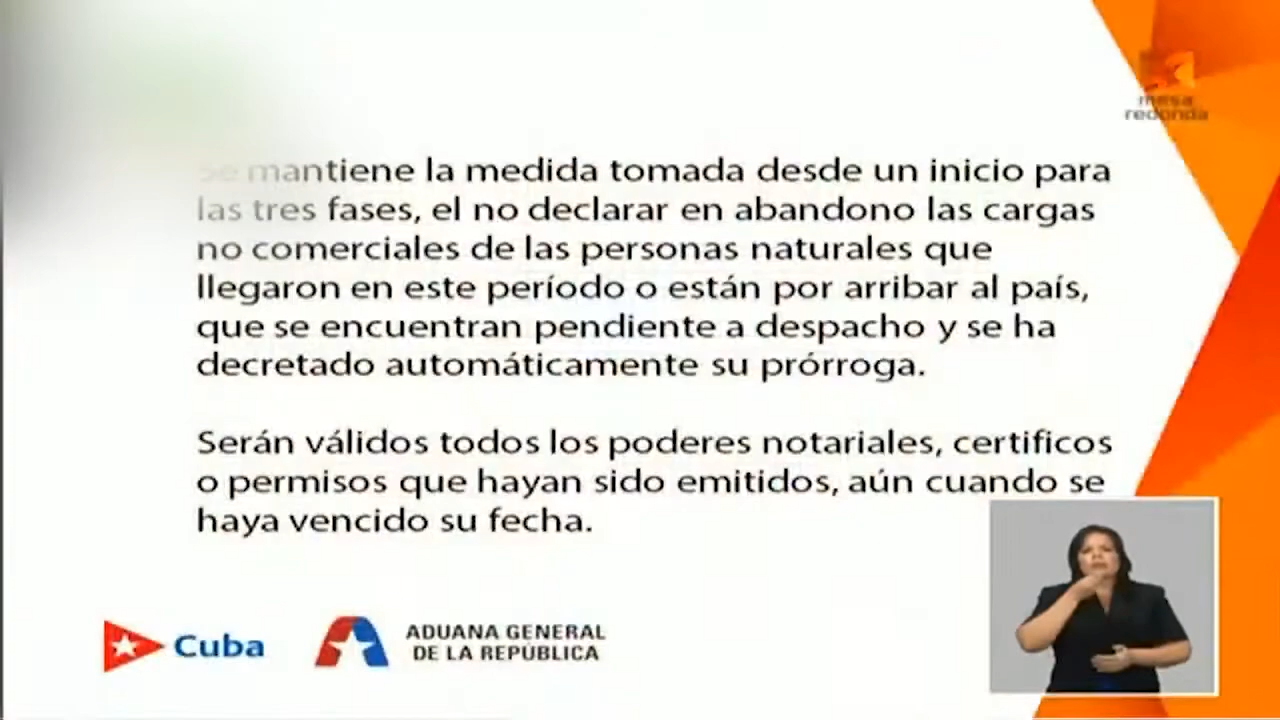 mesa
redonda
Se mantiene la medida tomada desde un inicio para
las tres fases, el no declarar en abandono las cargas
no comerciales de las personas naturales que
llegaron en este período o están por arribar al país,
que se encuentran pendiente a despacho y se ha
decretado automáticamente su prórroga.
Serán válidos todos los poderes notariales, certificos
o permisos que hayan sido emitidos, aún cuando se
haya vencido su fecha.
Cuba
ADUANA GENERAL
DE LA REPÚBLICA